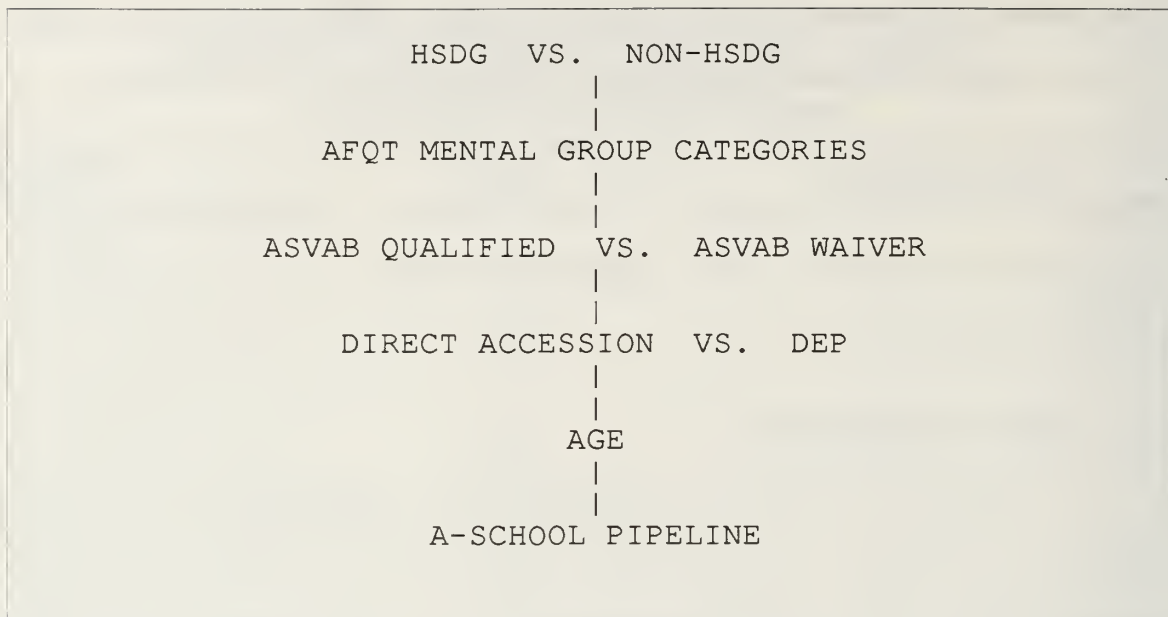 HSDG VS. NON-HSDG
AFQT MENTAL GROUP CATEGORIES
ASVAB QUALIFIED VS. ASVAB WAIVER
DIRECT ACCESSION VS. DEP
AGE
A-SCHOOL PIPELINE